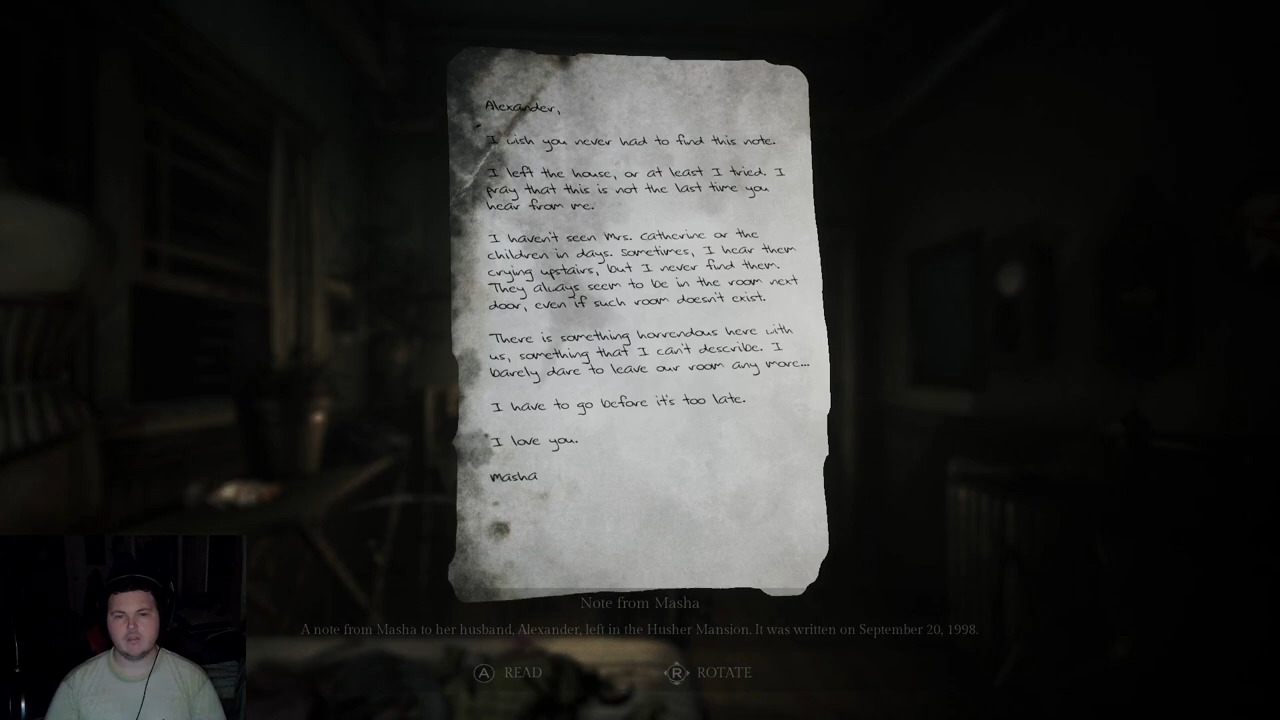 Alexander,
I wish you never had to find this note.
I left the house, or at least I tried. I
pray that this is not the last time you
hear from me.
I haven't seen Mrs. Catherine or the
children in days. Sometimes, I hear them
crying upstairs, but I never find them.
They always seem to be in the room next
door, even if such room doesn't exist.
There is something horrendous here with
us, something that I can't describe. I
barely dare to leave our room any more...
I have to go before it's too late.
I love you.
Masha
Note from Masha
A note from Masha to her husband, Alexander, left in the Husher Mansion. It was written on September 20, 1998.
A READ R ROTATE